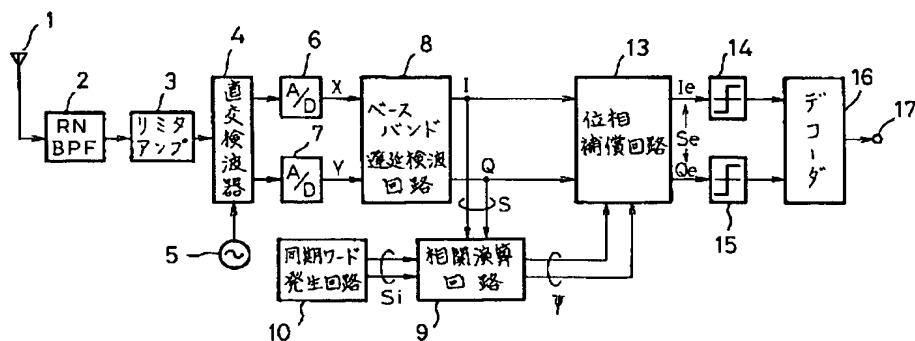 1
2
3
4
6
8
13
14
RN
BPF
リミタ
アンプ
直交検波器
A/D
X
ベース
バンド
遅延検波
回路
I
位相
補償回路
Ie
Se
Qe
デコーダ
16
17
7
A/D
Y
Q
S
15
5
同期ワード
発生回路
Si
相関演算
回路
ψ
10
9